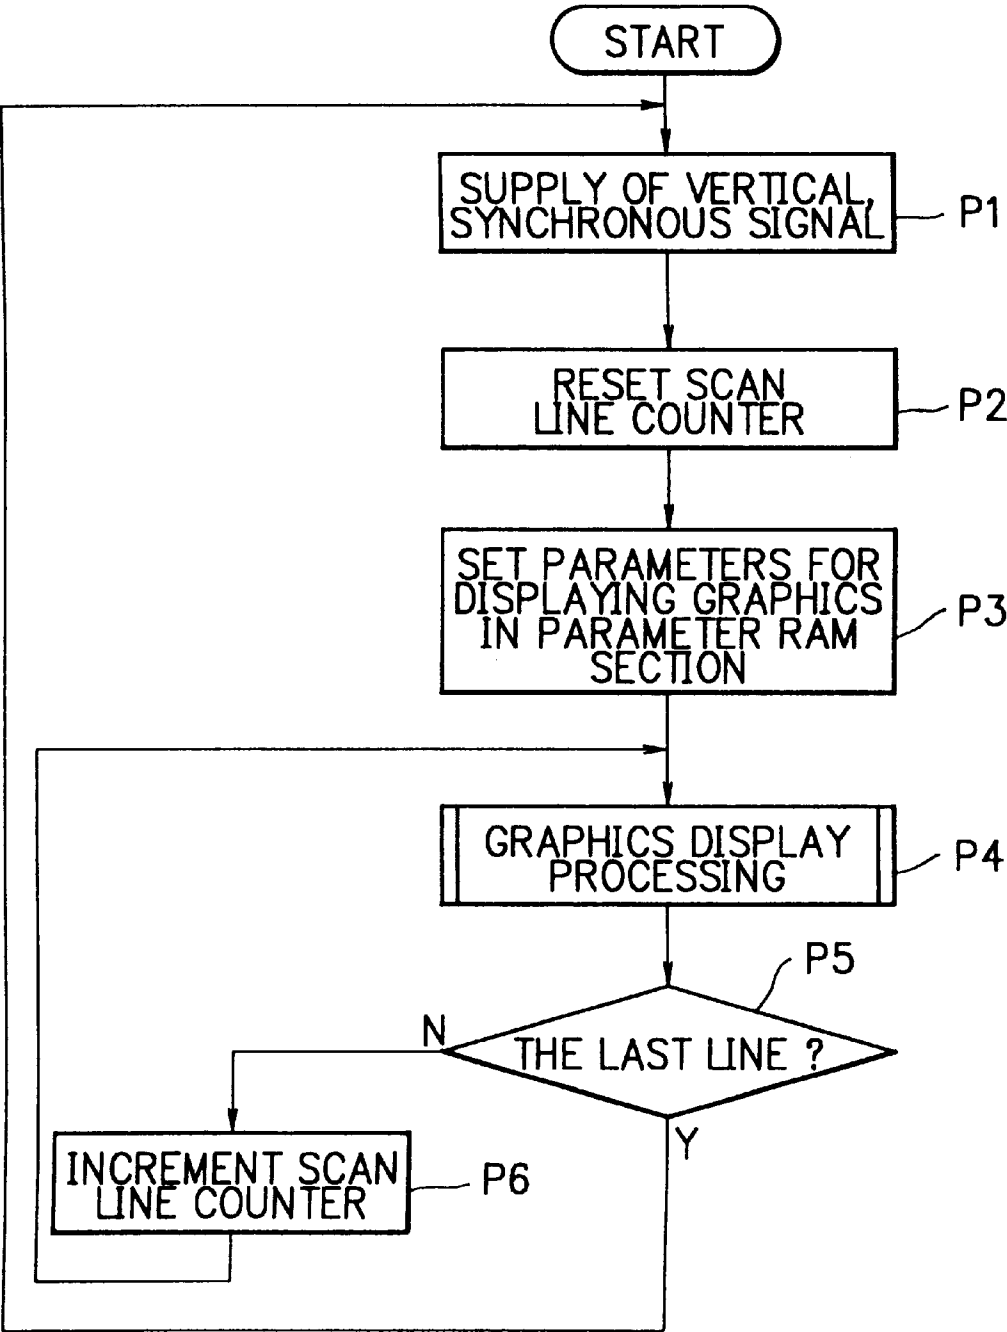 START
SUPPLY OF VERTICAL,
SYNCHRONOUS SIGNAL
P1
RESET SCAN
LINE COUNTER
P2
SET PARAMETERS FOR
DISPLAYING GRAPHICS
IN PARAMETER RAM
SECTION
P3
GRAPHICS DISPLAY
PROCESSING
P4
P5
N
THE LAST LINE ?
Y
INCREMENT SCAN
LINE COUNTER
P6